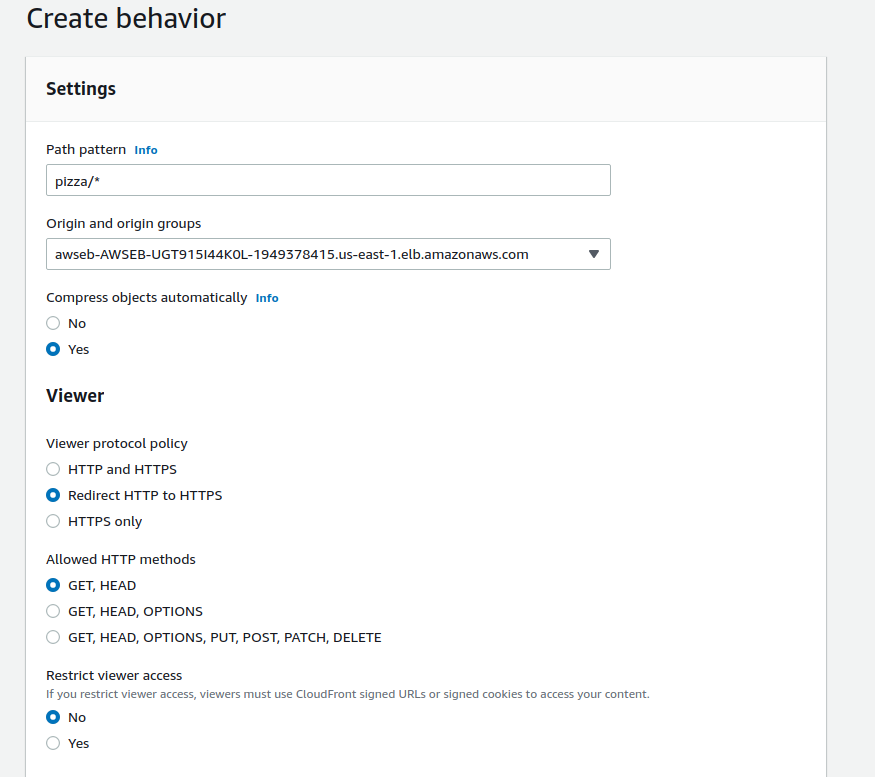 Create behavior
Settings
Path pattern Info
pizza/*
Origin and origin groups
awseb-AWSEB-UGT915I44K0L-1949378415.us-east-1.elb.amazonaws.com
Compress objects automatically Info
No
Yes
Viewer
Viewer protocol policy
HTTP and HTTPS
Redirect HTTP to HTTPS
HTTPS only
Allowed HTTP methods
GET, HEAD
GET, HEAD, OPTIONS
GET, HEAD, OPTIONS, PUT, POST, PATCH, DELETE
Restrict viewer access
If you restrict viewer access, viewers must use CloudFront signed URLs or signed cookies to access your content.
No
Yes